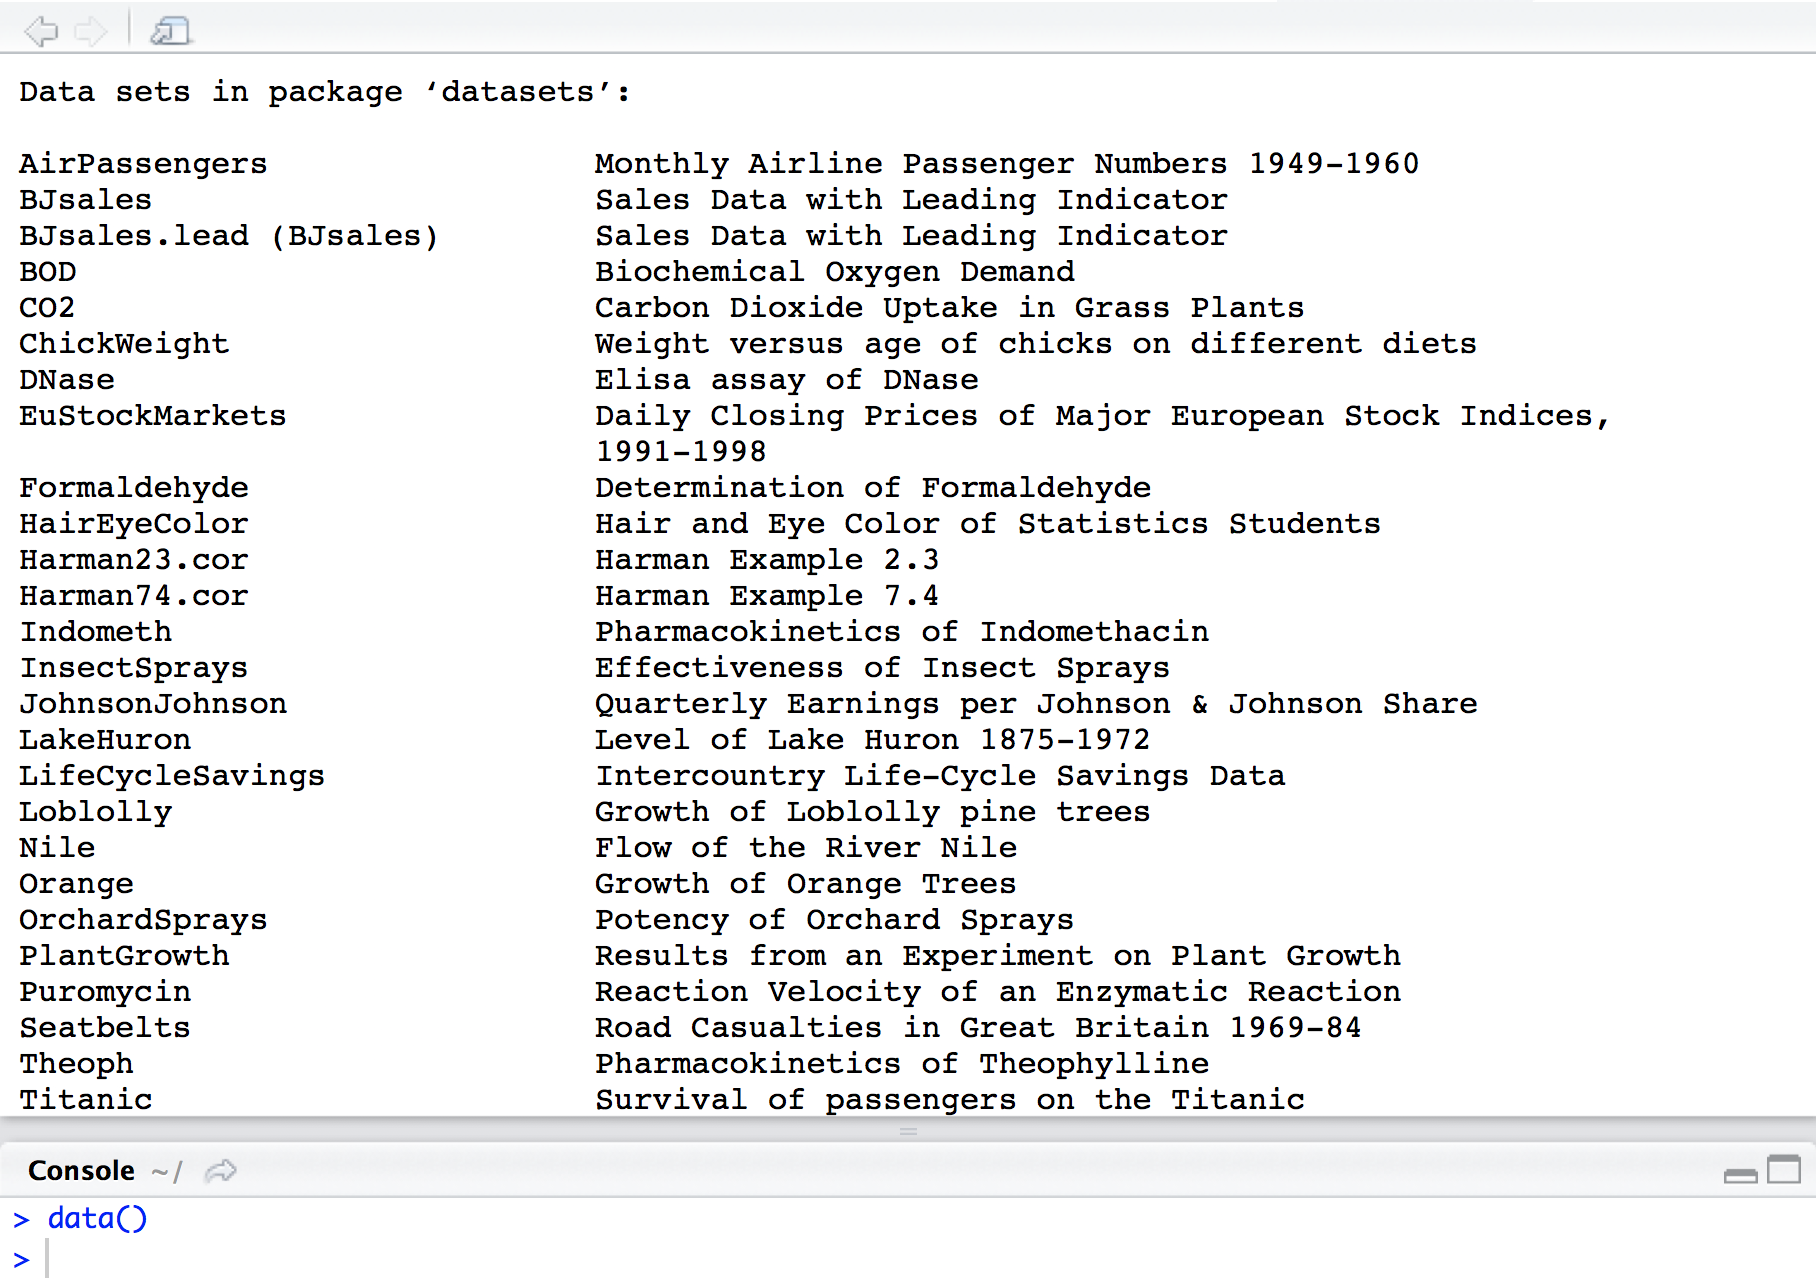 Data sets in package ‘datasets’:
AirPassengers Monthly Airline Passenger Numbers 1949-1960
BJsales Sales Data with Leading Indicator
BJsales.lead (BJsales) Sales Data with Leading Indicator
BOD Biochemical Oxygen Demand
CO2 Carbon Dioxide Uptake in Grass Plants
ChickWeight Weight versus age of chicks on different diets
DNase Elisa assay of DNase
EuStockMarkets Daily Closing Prices of Major European Stock Indices,
1991-1998
Formaldehyde Determination of Formaldehyde
HairEyeColor Hair and Eye Color of Statistics Students
Harman23.cor Harman Example 2.3
Harman74.cor Harman Example 7.4
Indometh Pharmacokinetics of Indomethacin
InsectSprays Effectiveness of Insect Sprays
JohnsonJohnson Quarterly Earnings per Johnson & Johnson Share
LakeHuron Level of Lake Huron 1875-1972
LifeCycleSavings Intercountry Life-Cycle Savings Data
Loblolly Growth of Loblolly pine trees
Nile Flow of the River Nile
Orange Growth of Orange Trees
OrchardSprays Potency of Orchard Sprays
PlantGrowth Results from an Experiment on Plant Growth
Puromycin Reaction Velocity of an Enzymatic Reaction
Seatbelts Road Casualties in Great Britain 1969-84
Theoph Pharmacokinetics of Theophylline
Titanic Survival of passengers on the Titanic
Console ~/
> data()
>